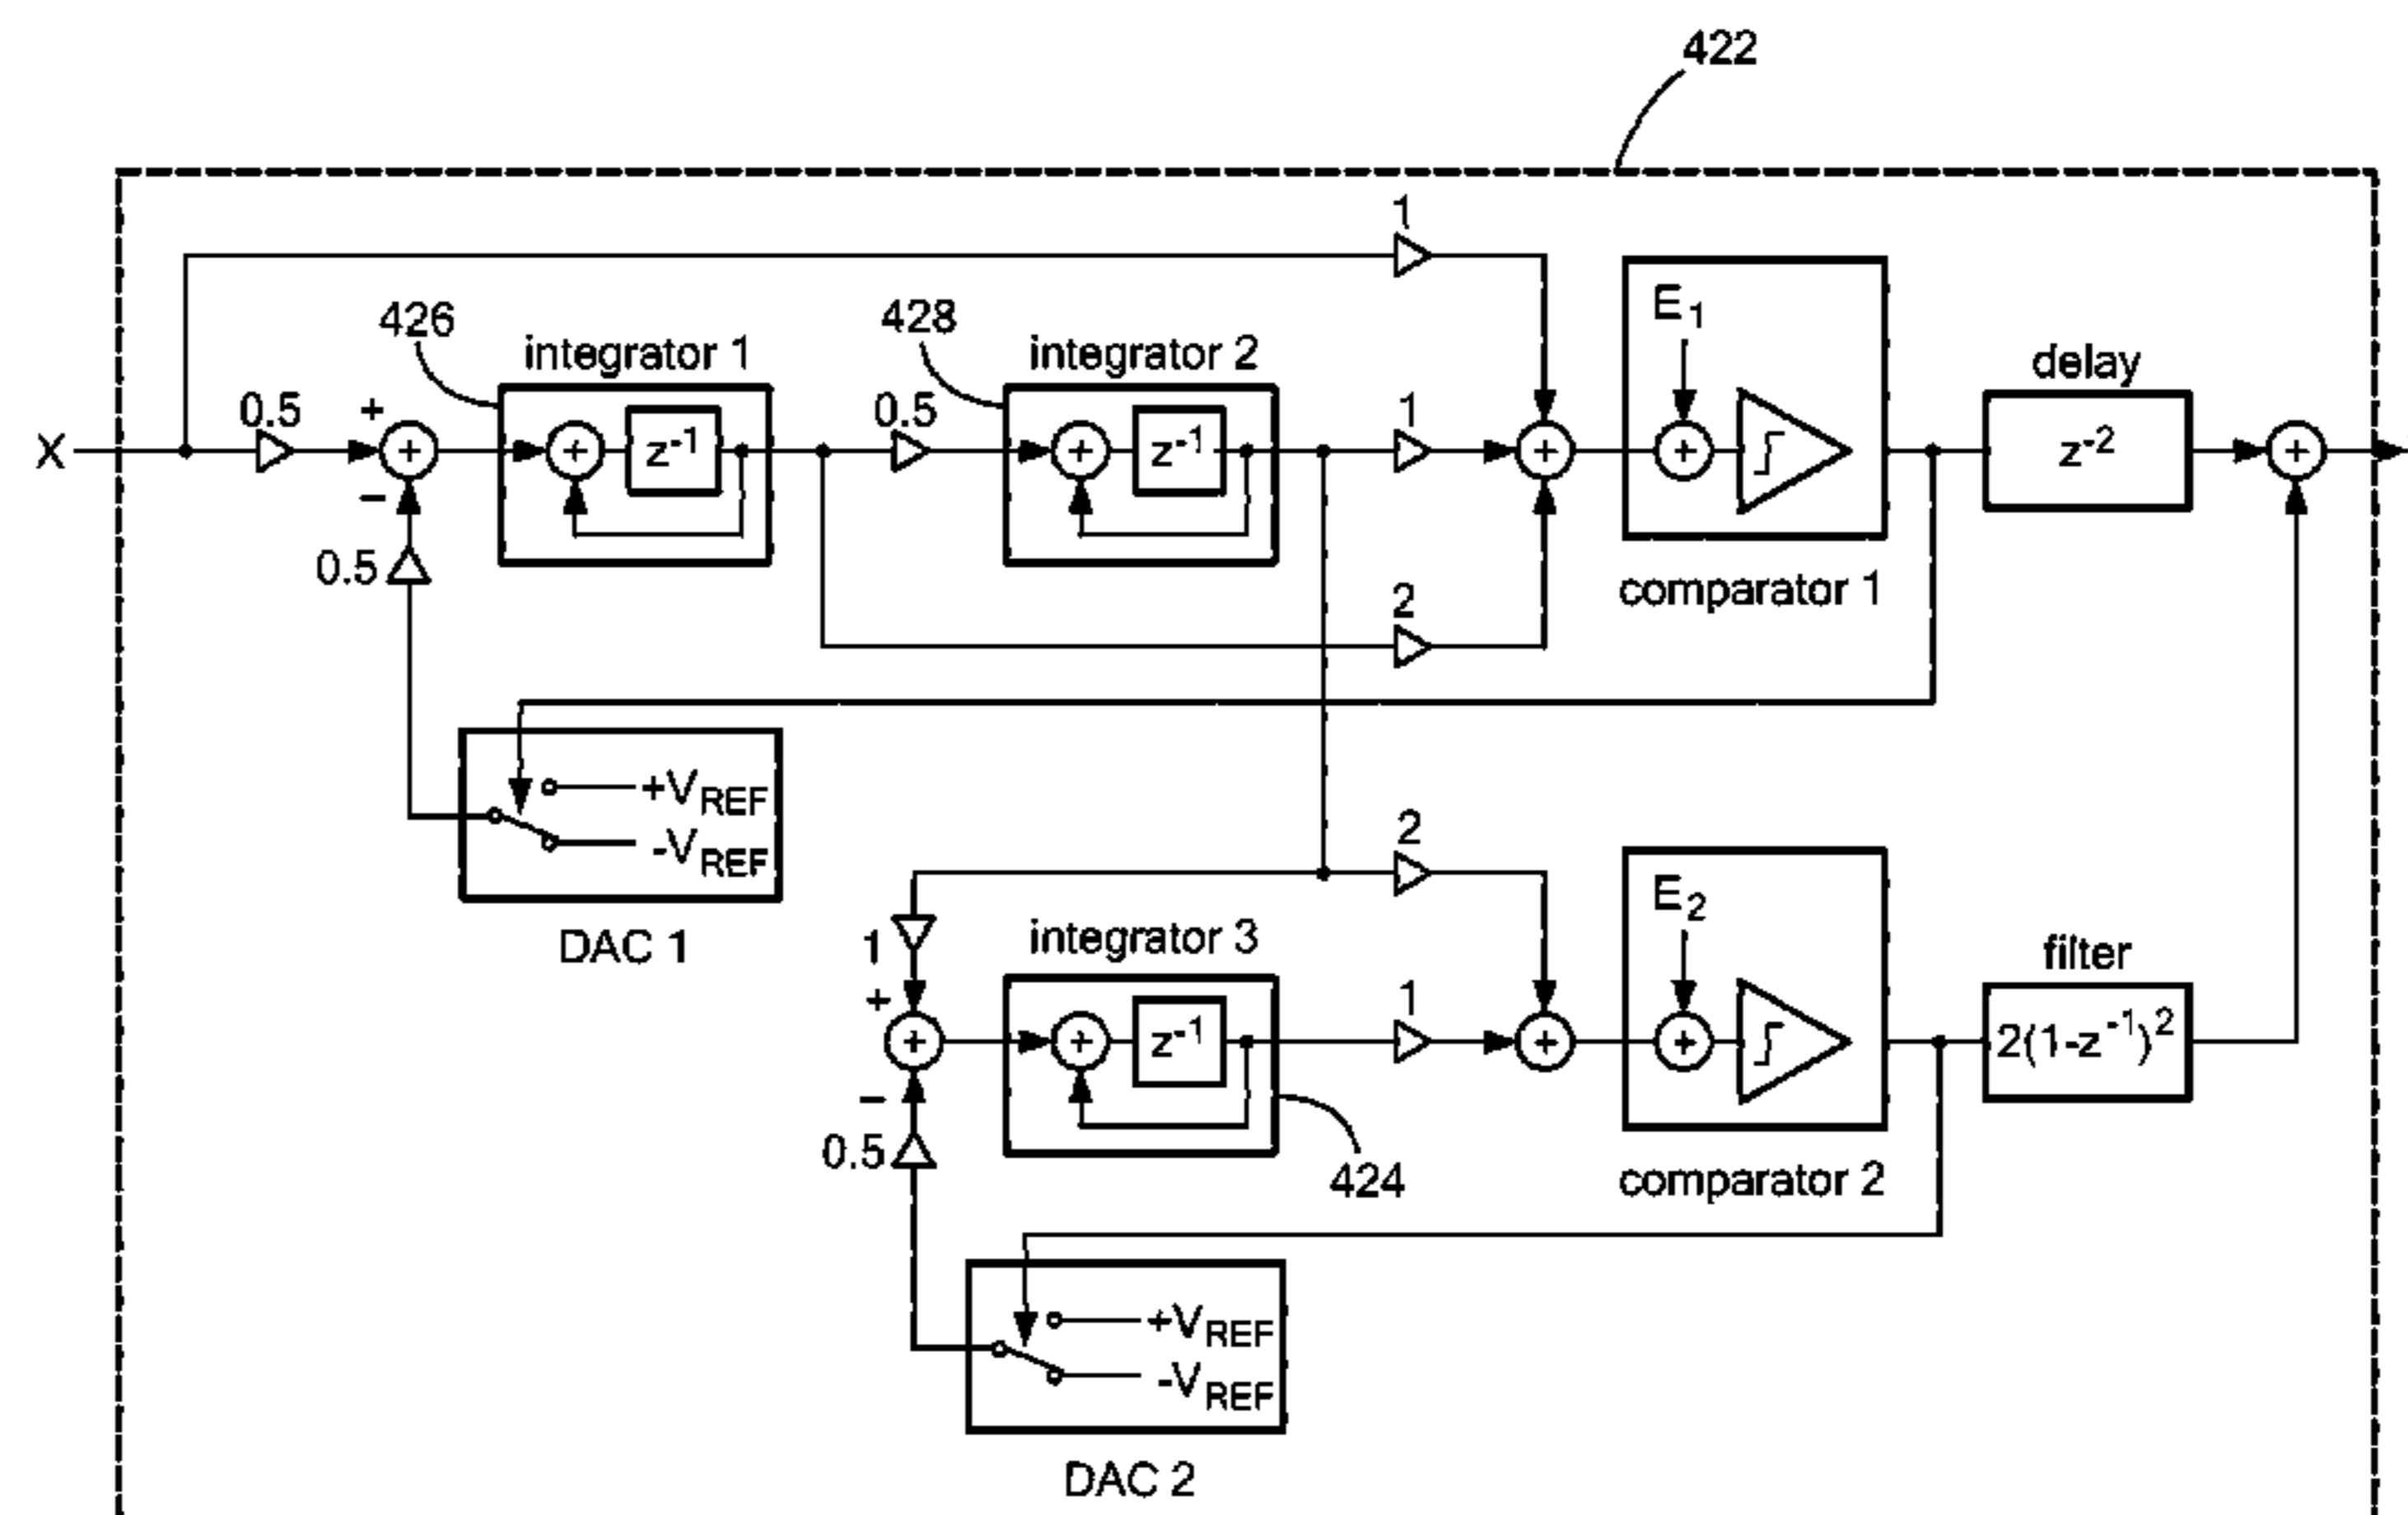 422
1
E1
426
428
integrator 1
integrator 2
delay
0.5
+
0.5
1
X
+
+
z-1
+
z-1
+
+
z-2
+
−
0.5
2
comparator 1
+VREF
-VREF
2
E2
DAC 1
1
integrator 3
filter
+
1
+
+
z-1
+
+
2(1-z-1)2
−
0.5
424
comparator 2
+VREF
-VREF
DAC 2